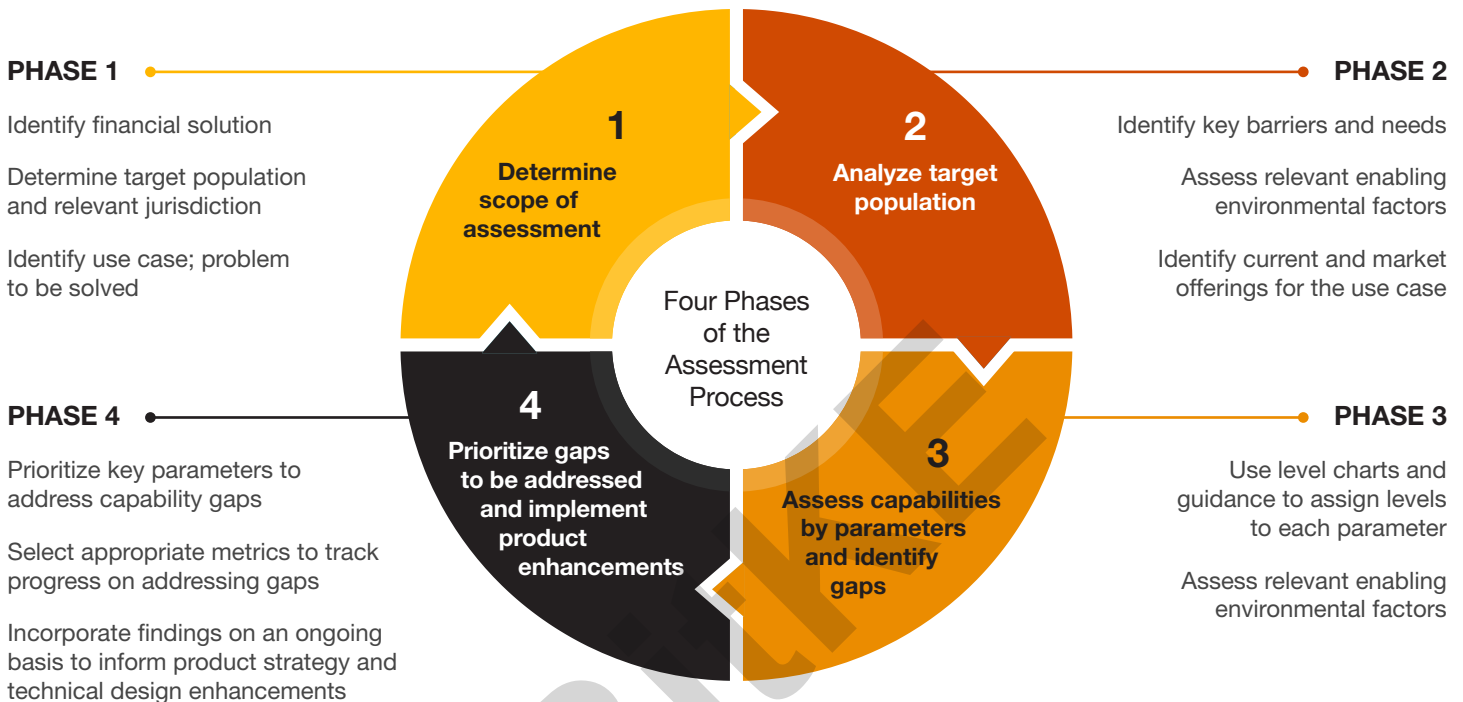 PHASE 1
Identify financial solution
Determine target population
and relevant jurisdiction
Identify use case; problem
to be solved
1
Determine
scope of
assessment
2
Analyze target
population
PHASE 2
Identify key barriers and needs
Assess relevant enabling
environmental factors
Identify current and market
offerings for the use case
Four Phases
of the
Assessment
Process
PHASE 4
Prioritize key parameters to
address capability gaps
Select appropriate metrics to track
progress on addressing gaps
Incorporate findings on an ongoing
basis to inform product strategy and
technical design enhancements
4
Prioritize gaps
to be addressed
and implement
product
enhancements
3
Assess capabilities
by parameters
and identify
gaps
PHASE 3
Use level charts and
guidance to assign levels
to each parameter
Assess relevant enabling
environmental factors